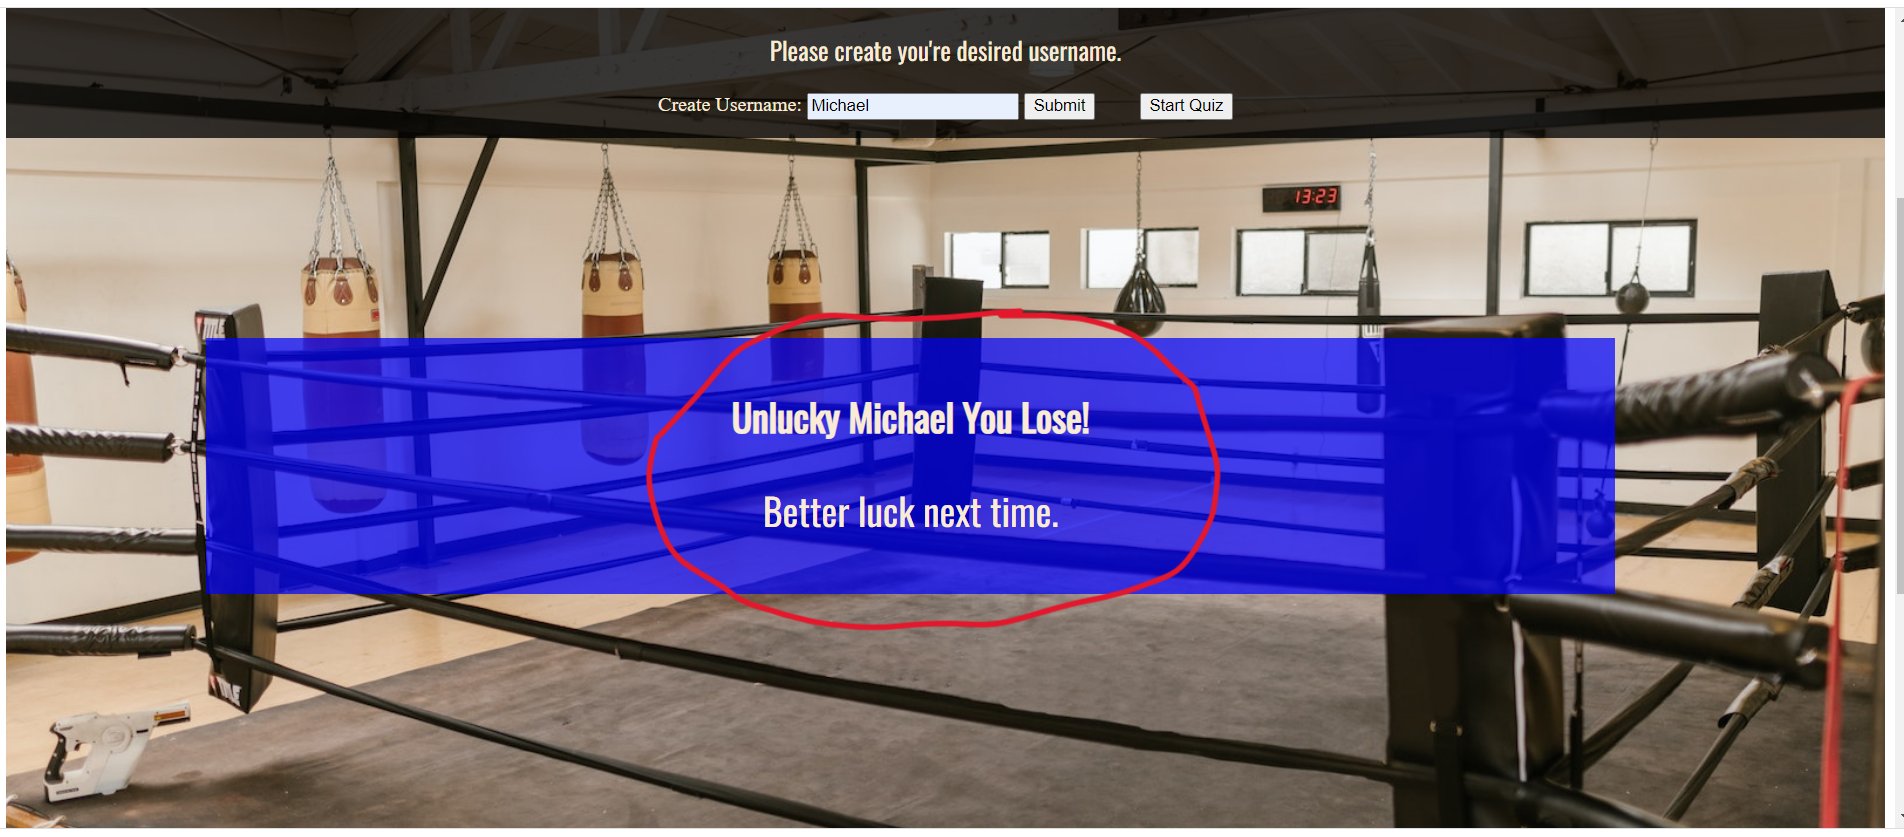 Please create you're desired username.
Create Username: Michael Submit Start Quiz
13:23
TITLE
Unlucky Michael You Lose!
Better luck next time.